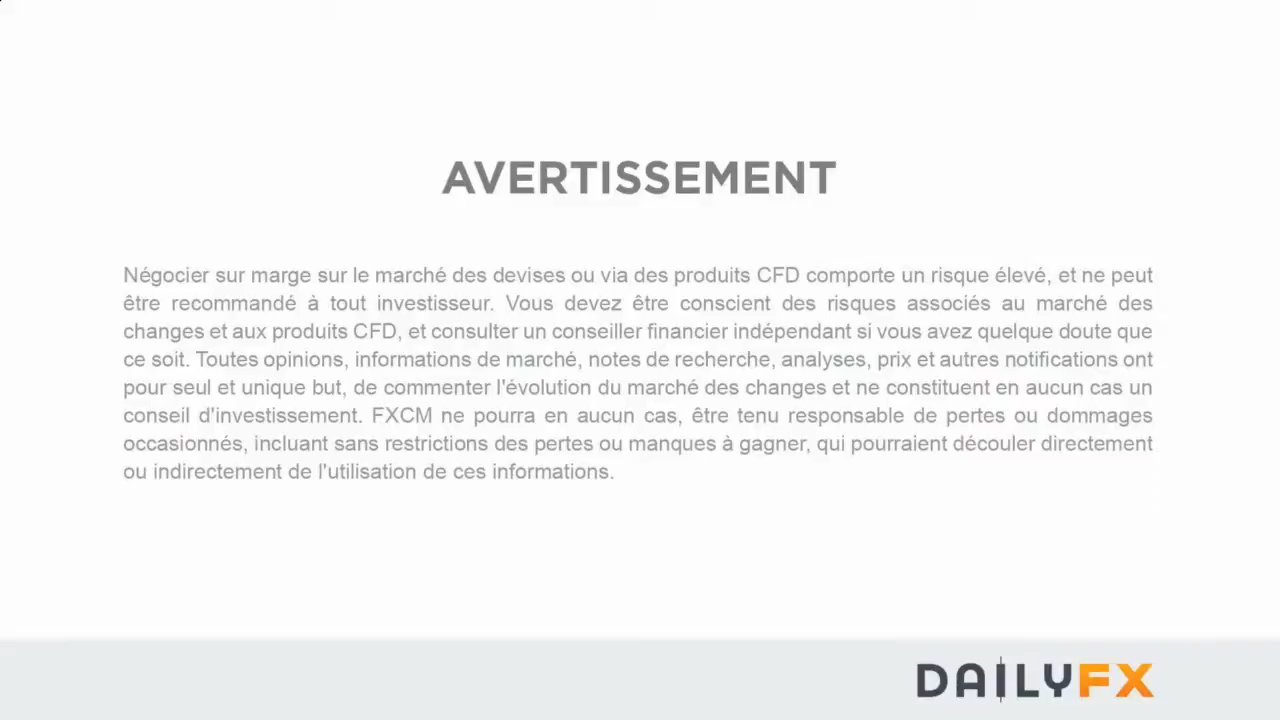 AVERTISSEMENT
Négocier sur marge sur le marché des devises ou via des produits CFD comporte un risque élevé, et ne peut
être recommandé à tout investisseur. Vous devez être conscient des risques associés au marché des
changes et aux produits CFD, et consulter un conseiller financier indépendant si vous avez quelque doute que
ce soit. Toutes opinions, informations de marché, notes de recherche, analyses, prix et autres notifications ont
pour seul et unique but, de commenter l'évolution du marché des changes et ne constituent en aucun cas un
conseil d'investissement. FXCM ne pourra en aucun cas, être tenu responsable de pertes ou dommages
occasionnés, incluant sans restrictions des pertes ou manques à gagner, qui pourraient découler directement
ou indirectement de l'utilisation de ces informations.
DAILYFX